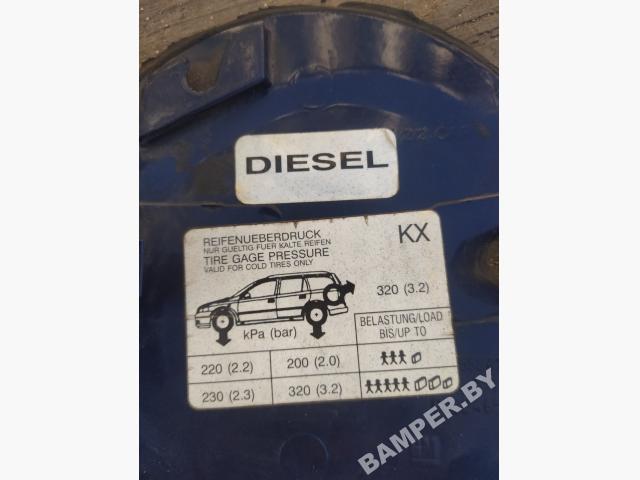 DIESEL
REIFENUEBERDRUCK
NUR GUELTIG FUER KALTE REIFEN
TIRE GAGE PRESSURE
VALID FOR COLD TIRES ONLY
KX
320 (3.2)
kPa (bar)
BELASTUNG/LOAD
BIS/UP TO
220 (2.2) 200 (2.0)
230 (2.3) 320 (3.2)
BAMPER.BY